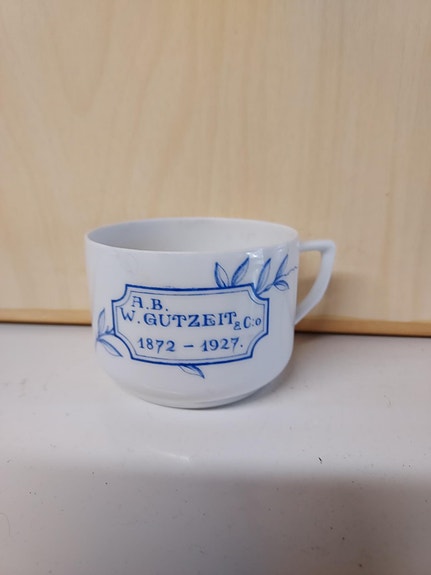 A.B.
W. GUTZEIT & C:o
1872 – 1927.